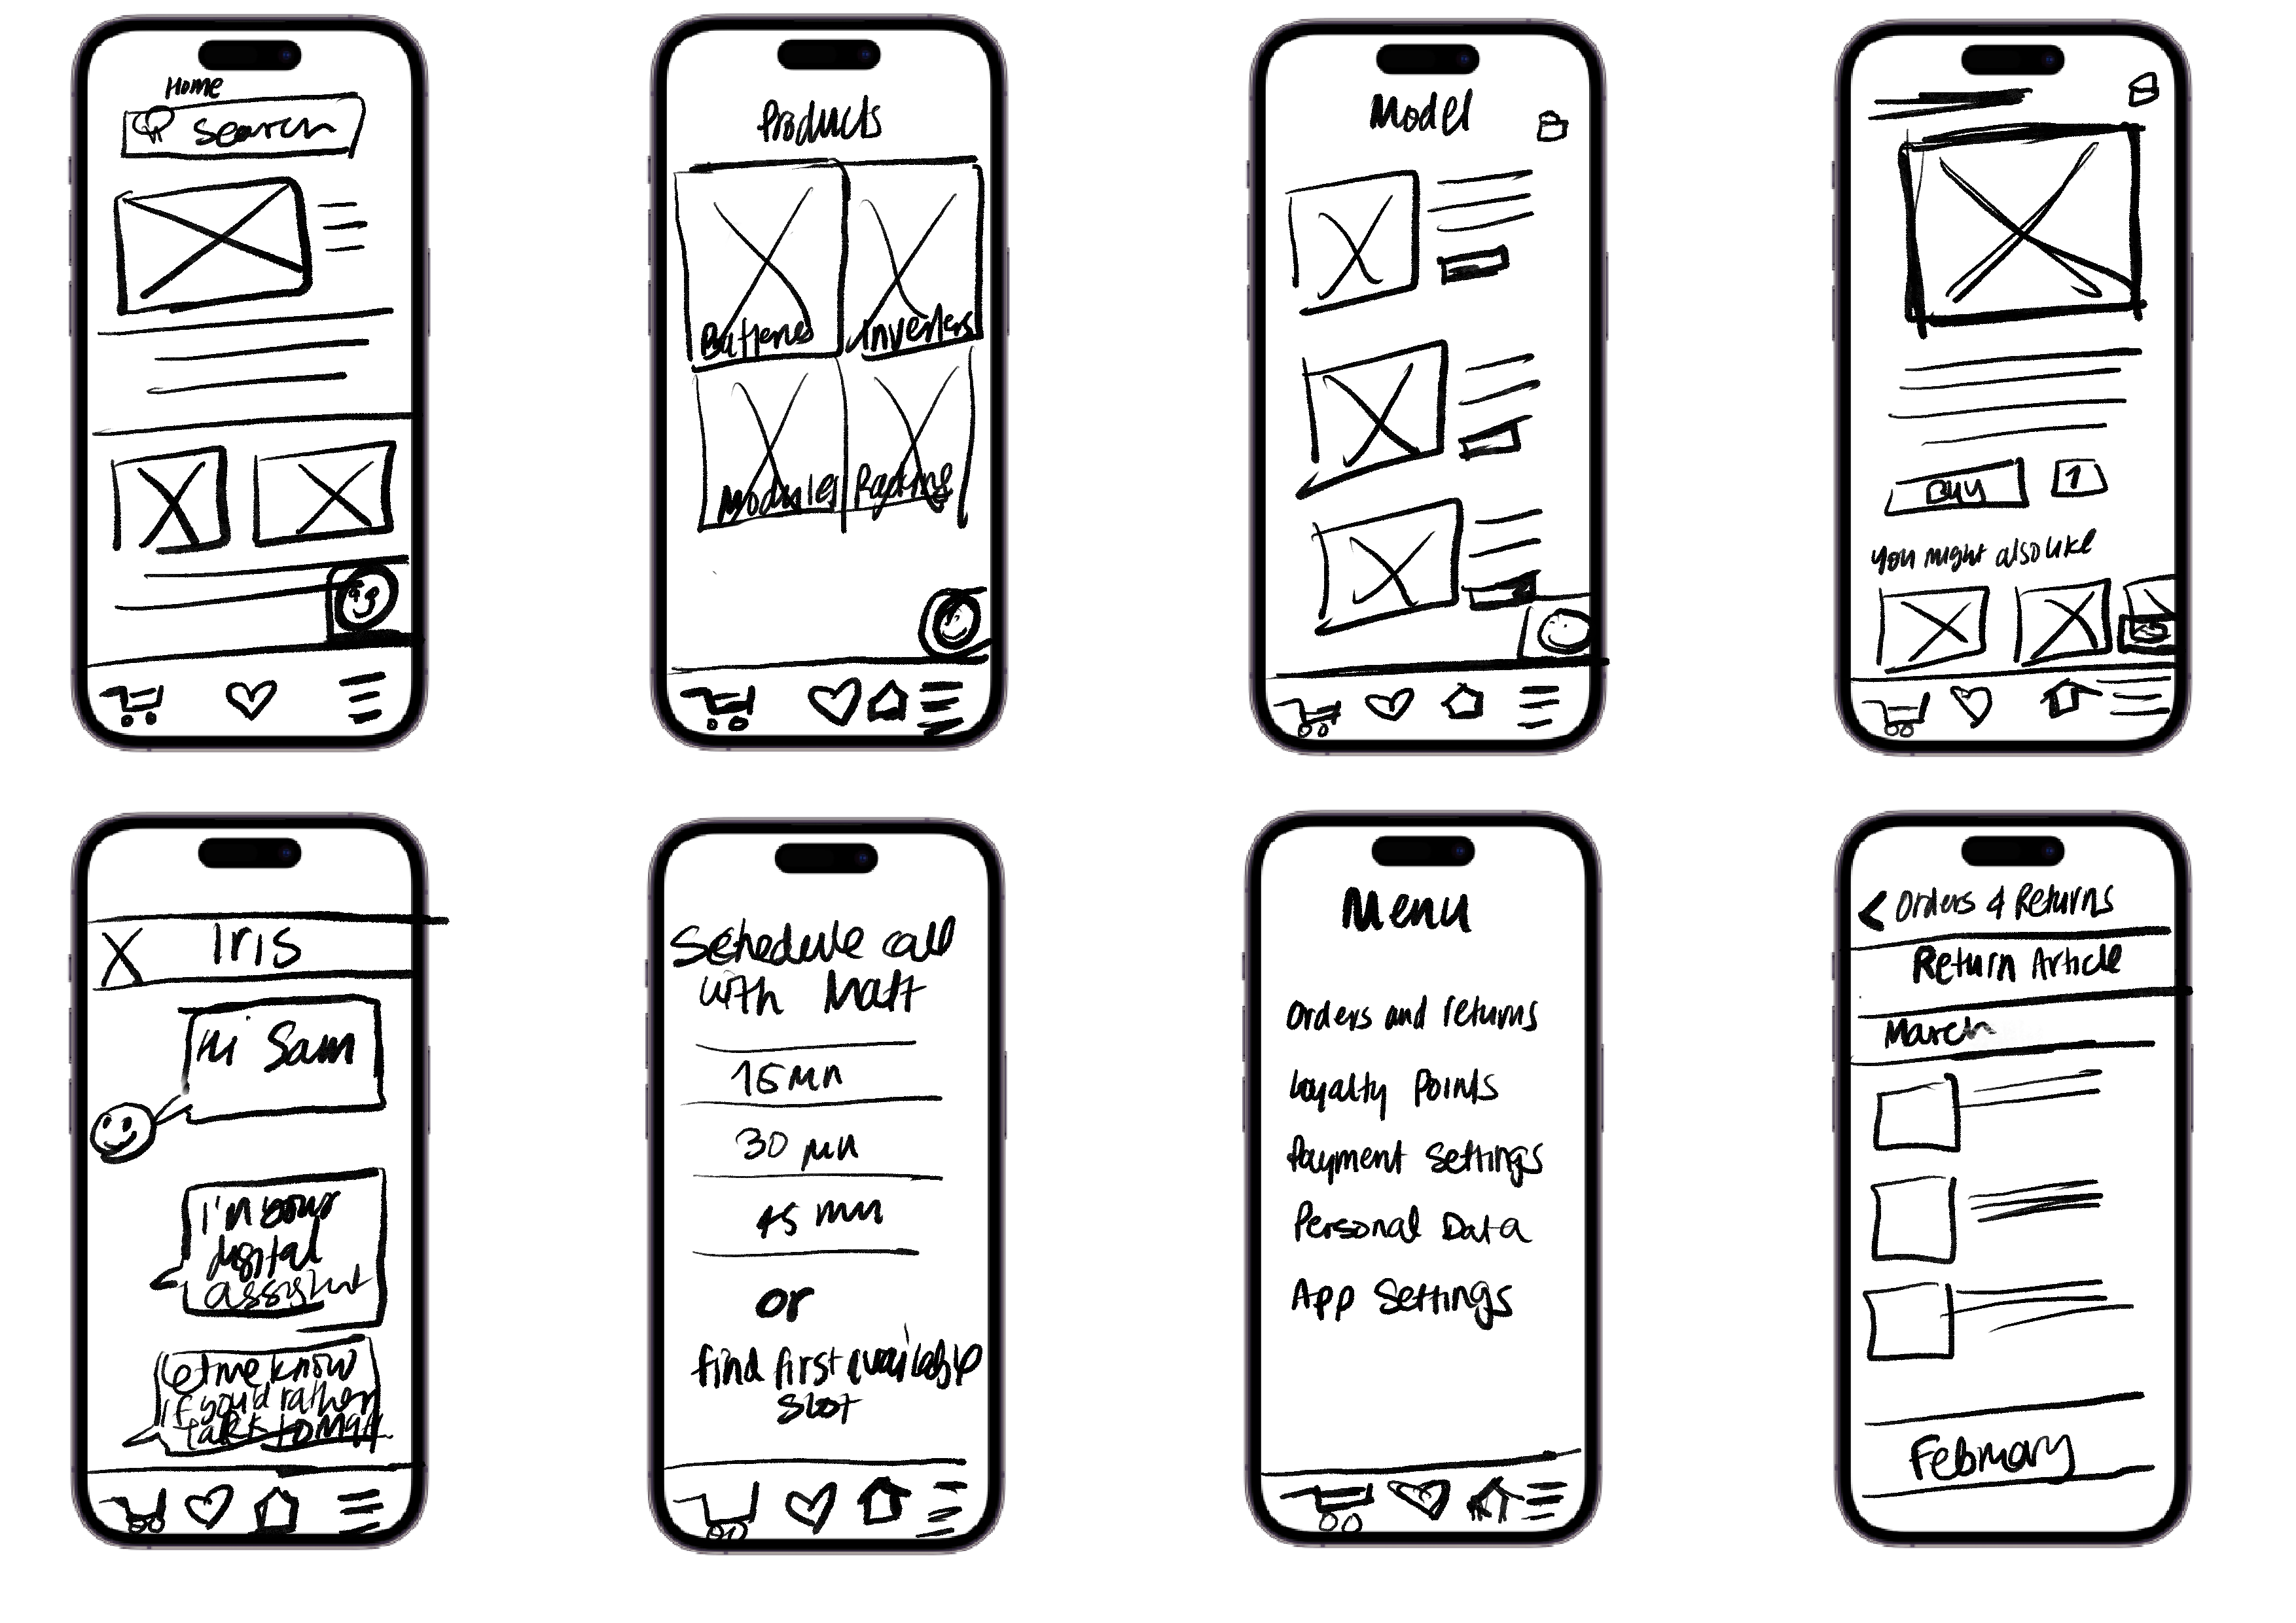 Home
Search
Products
Batteries
Inverters
Modules
Racking
Model
Buy
1
You might also like
Iris
Hi Sam
I'm your
digital
assistant
let me know
if you'd rather
talk to Matt
Schedule call
with Matt
15 min
30 min
45 min
or
find first available
slot
Menu
Orders and returns
Loyalty Points
Payment Settings
Personal Data
App Settings
Orders & Returns
Return Article
March
February